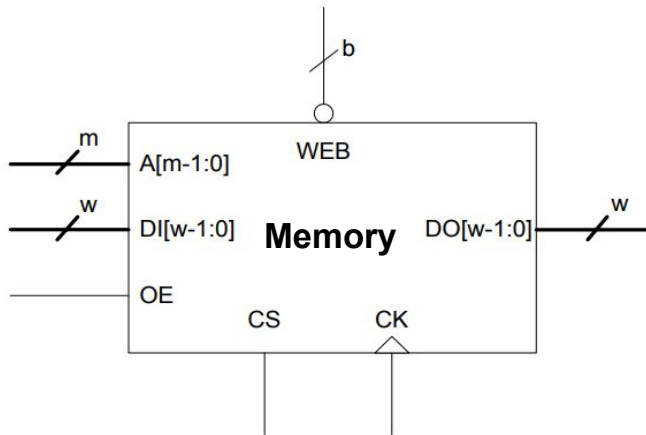 b
WEB
m
A[m-1:0]
w
DI[w-1:0]
Memory
DO[w-1:0]
w
OE
CS
CK